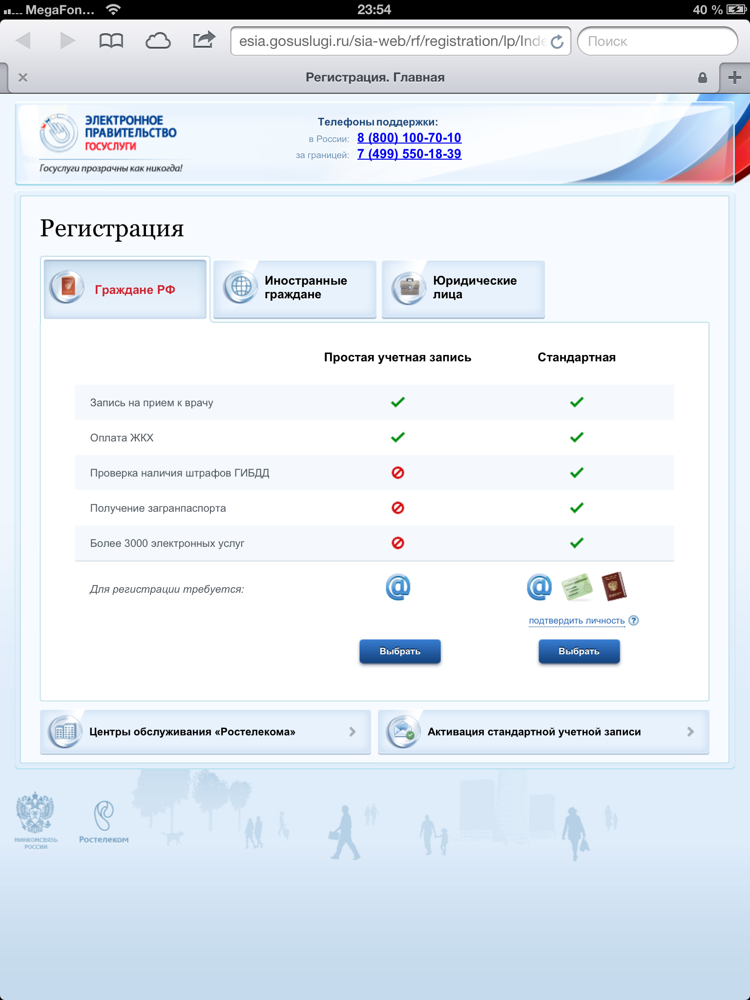 MegaFon...
23:54
40 %
esia.gosuslugi.ru/sia-web/rf/registration/lp/Inde
Поиск
Регистрация. Главная
ЭЛЕКТРОННОЕ
ПРАВИТЕЛЬСТВО
ГОСУСЛУГИ
Госуслуги прозрачны как никогда!
Телефоны поддержки:
в России: 8 (800) 100-70-10
за границей: 7 (499) 550-18-39
Регистрация
Граждане РФ
Иностранные
граждане
Юридические
лица
Простая учетная запись
Стандартная
Запись на прием к врачу
Оплата ЖКХ
Проверка наличия штрафов ГИБДД
Получение загранпаспорта
Более 3000 электронных услуг
Для регистрации требуется:
подтвердить личность ?
Выбрать
Выбрать
Центры обслуживания «Ростелекома»
Активация стандартной учетной записи
МИНКОМСВЯЗЬ
РОССИИ
Ростелеком